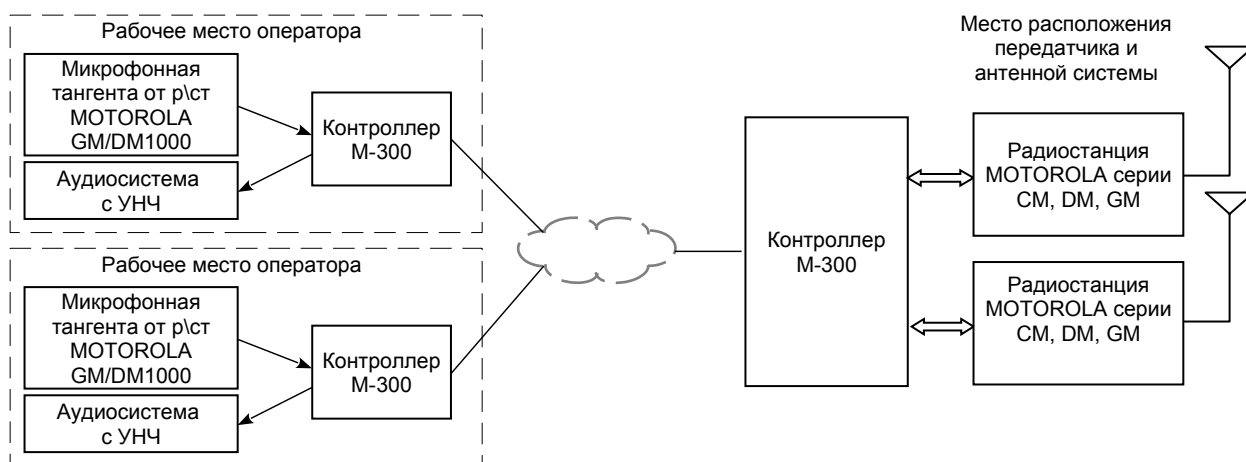 Рабочее место оператора
Микрофонная
тангента от р\ст
MOTOROLA
GM/DM1000
Аудиосистема
с УНЧ
Контроллер
М-300
Рабочее место оператора
Микрофонная
тангента от р\ст
MOTOROLA
GM/DM1000
Аудиосистема
с УНЧ
Контроллер
М-300
Контроллер
М-300
Место расположения
передатчика и
антенной системы
Радиостанция
MOTOROLA серии
CM, DM, GM
Радиостанция
MOTOROLA серии
CM, DM, GM